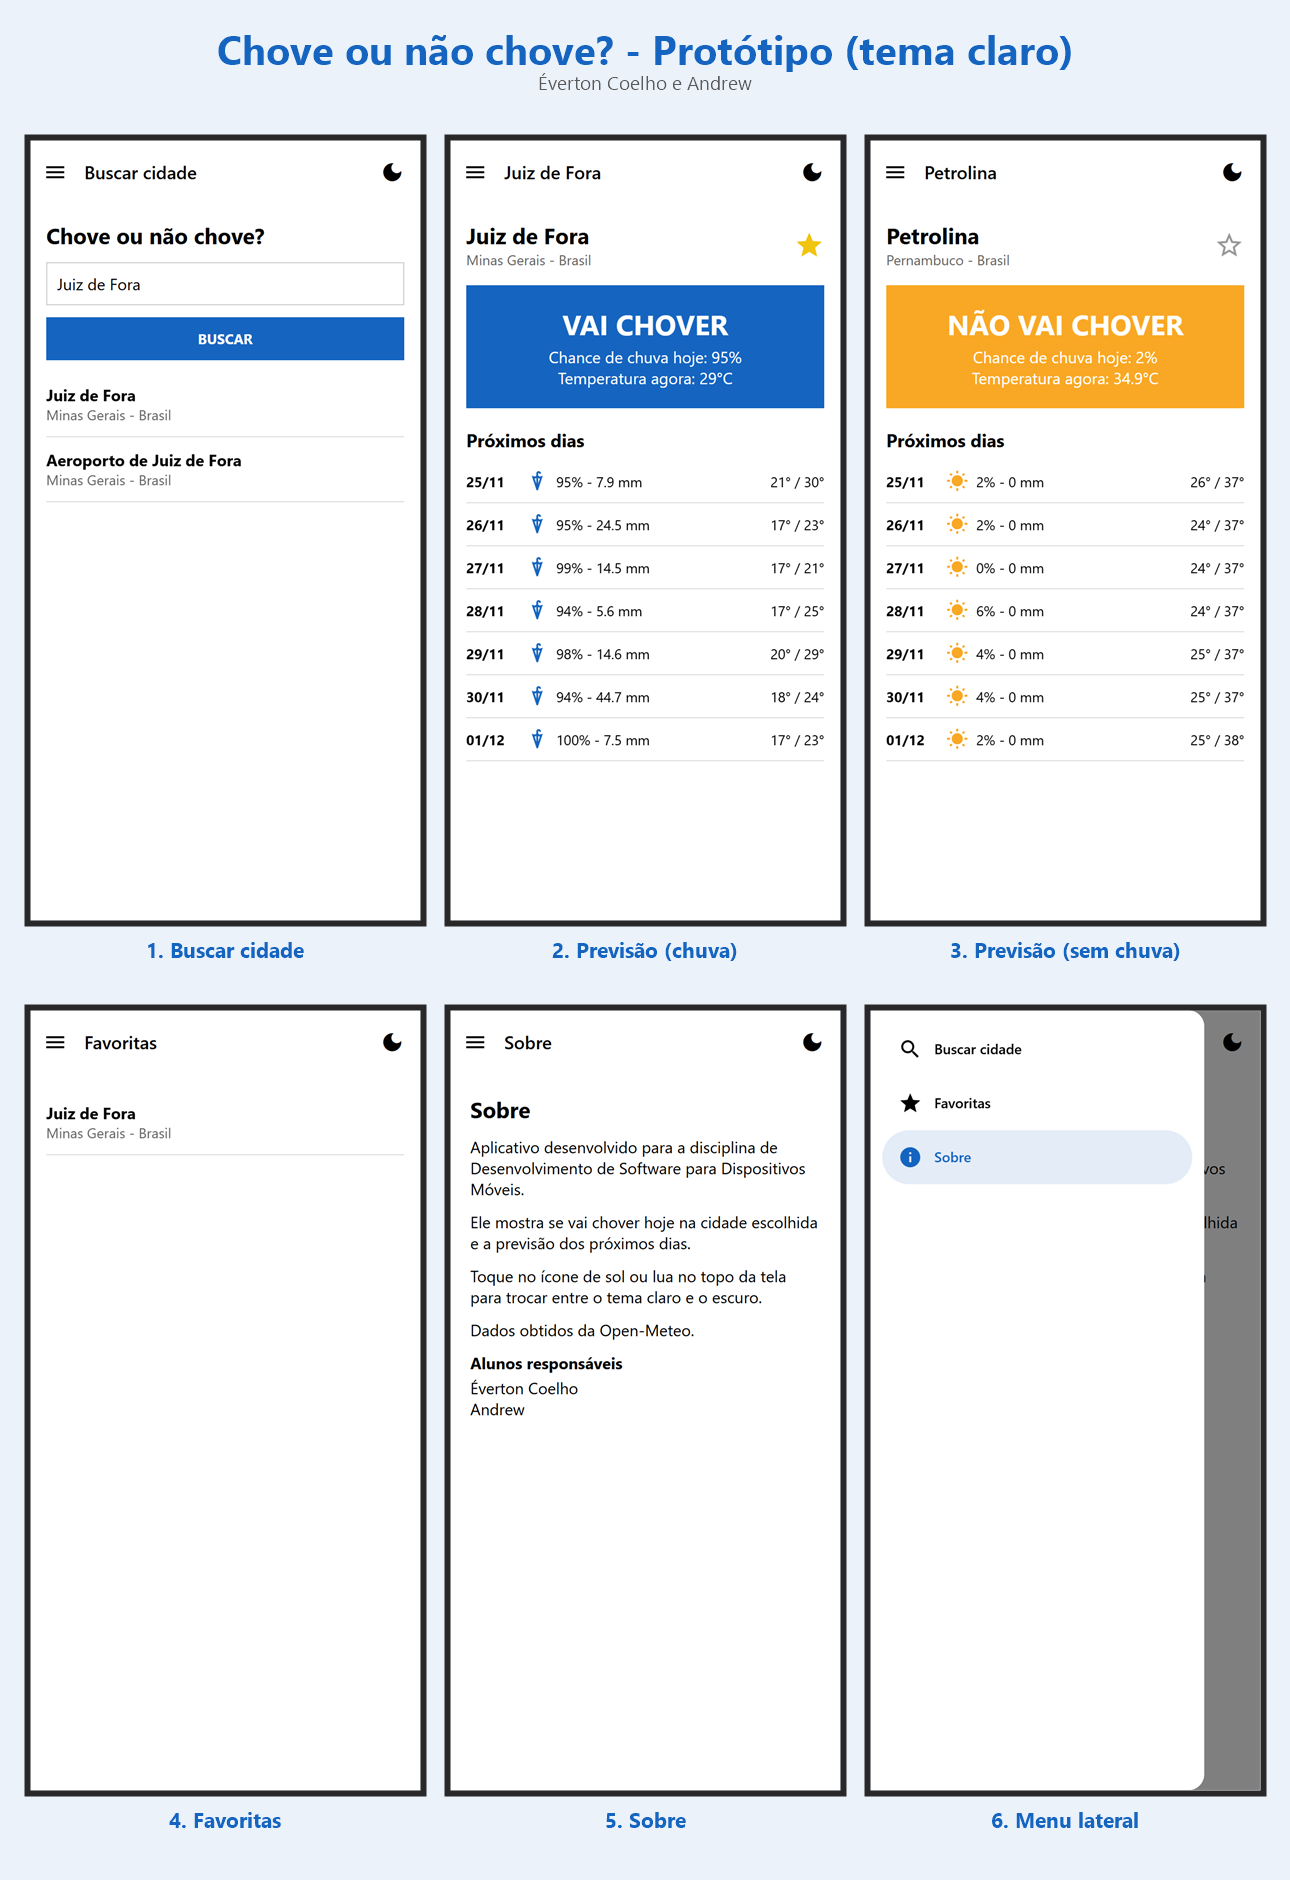 Chove ou não chove? - Protótipo (tema claro)
Éverton Coelho e Andrew
Buscar cidade
Chove ou não chove?
Juiz de Fora
BUSCAR
Juiz de Fora
Minas Gerais - Brasil
Aeroporto de Juiz de Fora
Minas Gerais - Brasil
1. Buscar cidade
Juiz de Fora
Juiz de Fora
Minas Gerais - Brasil
VAI CHOVER
Chance de chuva hoje: 95%
Temperatura agora: 29°C
Próximos dias
25/11 95% - 7.9 mm 21° / 30°
26/11 95% - 24.5 mm 17° / 23°
27/11 99% - 14.5 mm 17° / 21°
28/11 94% - 5.6 mm 17° / 25°
29/11 98% - 14.6 mm 20° / 29°
30/11 94% - 44.7 mm 18° / 24°
01/12 100% - 7.5 mm 17° / 23°
2. Previsão (chuva)
Petrolina
Petrolina
Pernambuco - Brasil
NÃO VAI CHOVER
Chance de chuva hoje: 2%
Temperatura agora: 34.9°C
Próximos dias
25/11 2% - 0 mm 26° / 37°
26/11 2% - 0 mm 24° / 37°
27/11 0% - 0 mm 24° / 37°
28/11 6% - 0 mm 24° / 37°
29/11 4% - 0 mm 25° / 37°
30/11 4% - 0 mm 25° / 37°
01/12 2% - 0 mm 25° / 38°
3. Previsão (sem chuva)
Favoritas
Juiz de Fora
Minas Gerais - Brasil
4. Favoritas
Sobre
Sobre
Aplicativo desenvolvido para a disciplina de
Desenvolvimento de Software para Dispositivos
Móveis.
Ele mostra se vai chover hoje na cidade escolhida
e a previsão dos próximos dias.
Toque no ícone de sol ou lua no topo da tela
para trocar entre o tema claro e o escuro.
Dados obtidos da Open-Meteo.
Alunos responsáveis
Éverton Coelho
Andrew
5. Sobre
Buscar cidade
Favoritas
Sobre
vos
lhida
6. Menu lateral